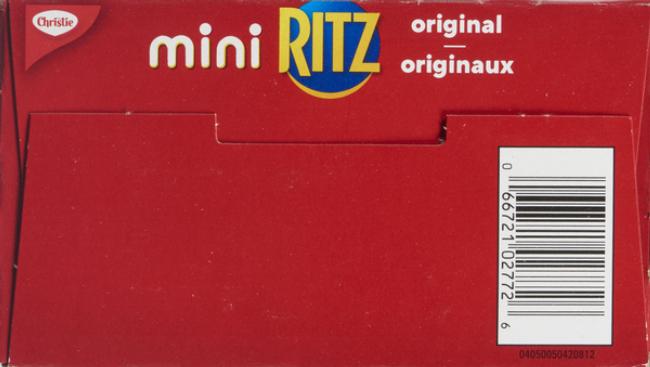 Christie
mini RITZ original
originaux
0 66721 02772 6
04050050420812